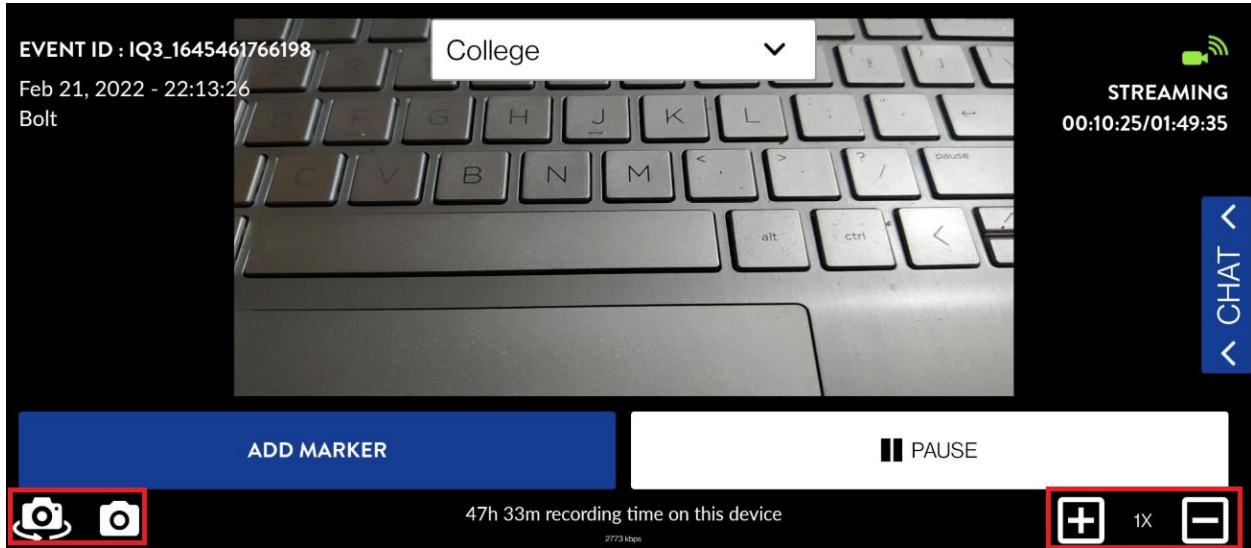 EVENT ID : IQ3_1645461766198
Feb 21, 2022 - 22:13:26
Bolt
College
STREAMING
00:10:25/01:49:35
G H J K L
pause
C V B N M < . > . ? /
alt ctrl <
< CHAT <
ADD MARKER
PAUSE
1X
47h 33m recording time on this device
2773 kbps